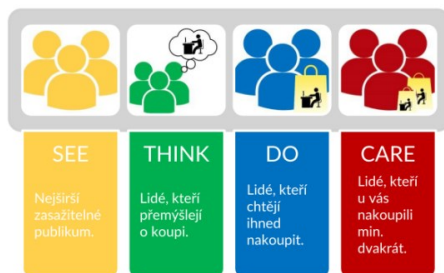 SEE
Nejširší
zasažitelné
publikum.
THINK
Lidé, kteří
přemýšlejí
o koupi.
DO
Lidé, kteří
chtějí
ihned
nakoupit.
CARE
Lidé, kteří
u vás
nakoupili
min.
dvakrát.